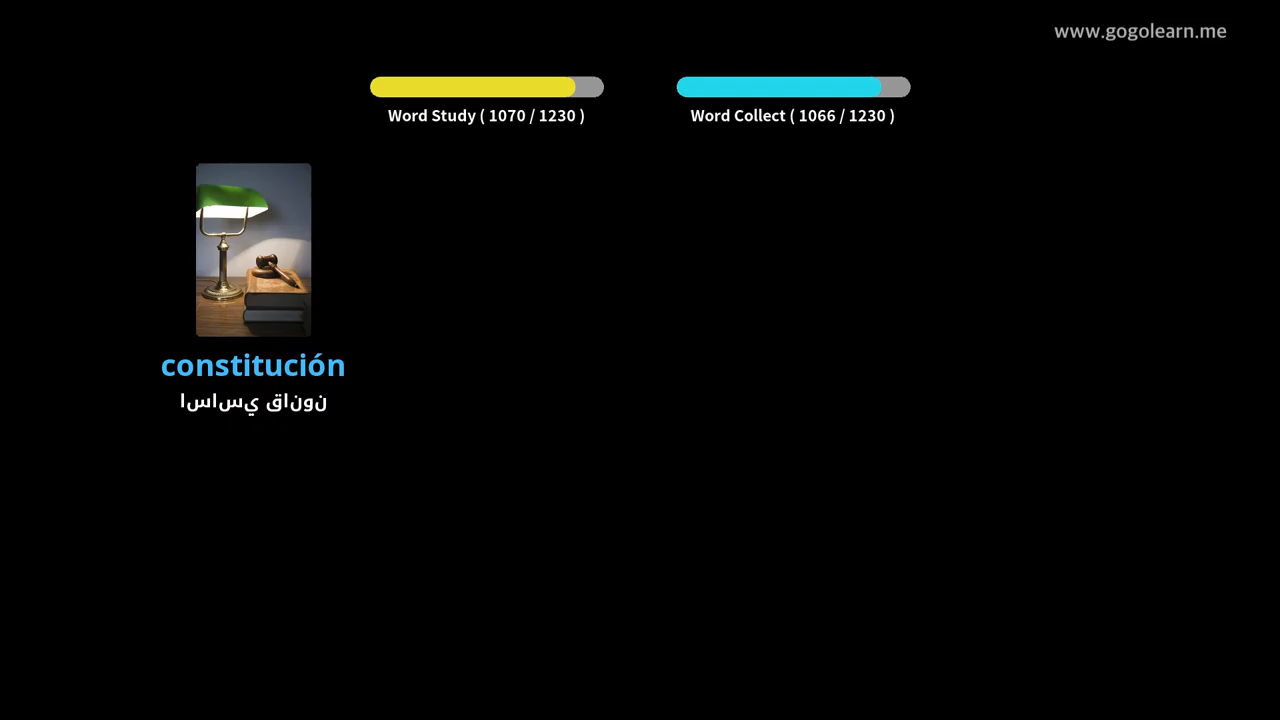 www.gogolearn.me
Word Study ( 1070 / 1230 )
Word Collect ( 1066 / 1230 )
constitución
اساسي قانون